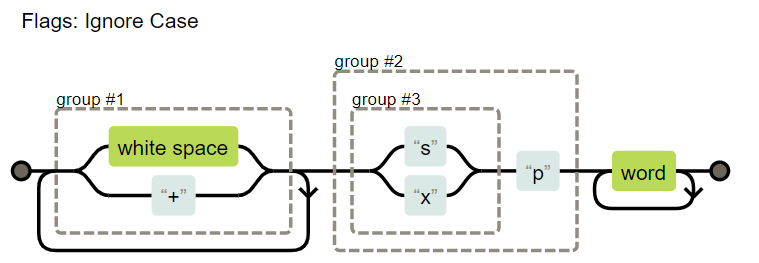 Flags: Ignore Case
group #2
group #1
group #3
white space
“s”
“p”
word
“+”
“x”